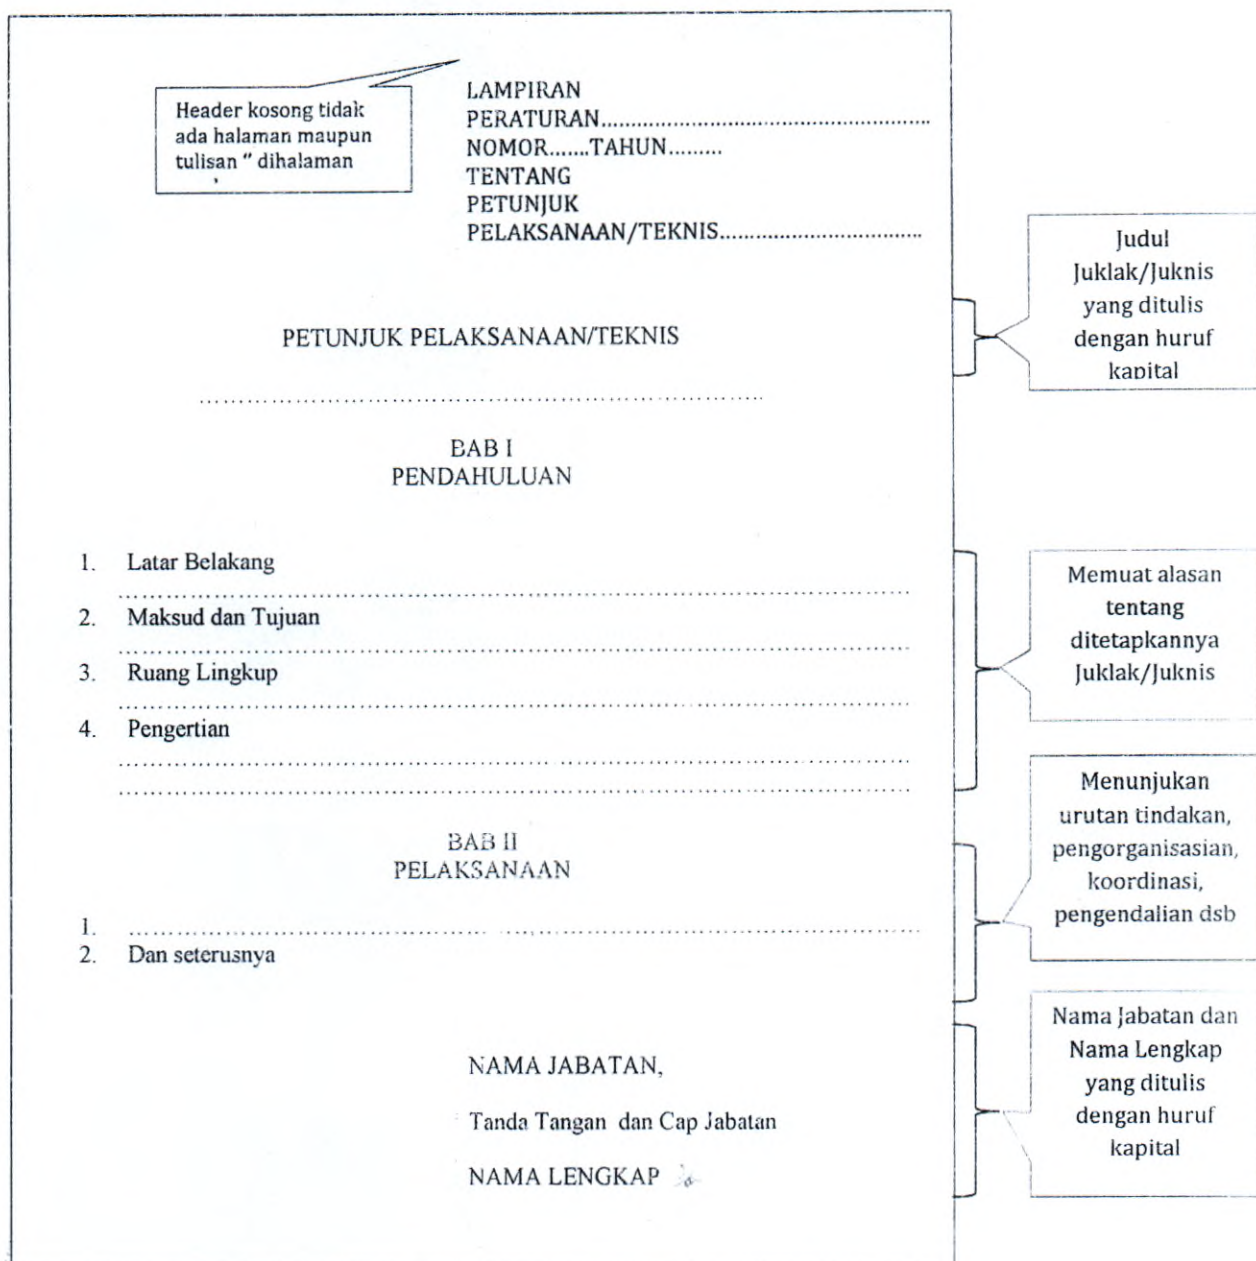 Header kosong tidak
ada halaman maupun
tulisan " dihalaman
LAMPIRAN
PERATURAN................................................
NOMOR.......TAHUN.........
TENTANG
PETUNJUK
PELAKSANAAN/TEKNIS................................
Judul
Juklak/Juknis
yang ditulis
dengan huruf
kapital
PETUNJUK PELAKSANAAN/TEKNIS
................................................................
BAB I
PENDAHULUAN
1. Latar Belakang
................................................................
2. Maksud dan Tujuan
................................................................
3. Ruang Lingkup
................................................................
4. Pengertian
................................................................
................................................................
Memuat alasan
tentang
ditetapkannya
Juklak/Juknis
BAB II
PELAKSANAAN
1. ................................................................
2. Dan seterusnya
Menunjukan
urutan tindakan,
pengorganisasian,
koordinasi,
pengendalian dsb
NAMA JABATAN,
Tanda Tangan dan Cap Jabatan
NAMA LENGKAP
Nama Jabatan dan
Nama Lengkap
yang ditulis
dengan huruf
kapital